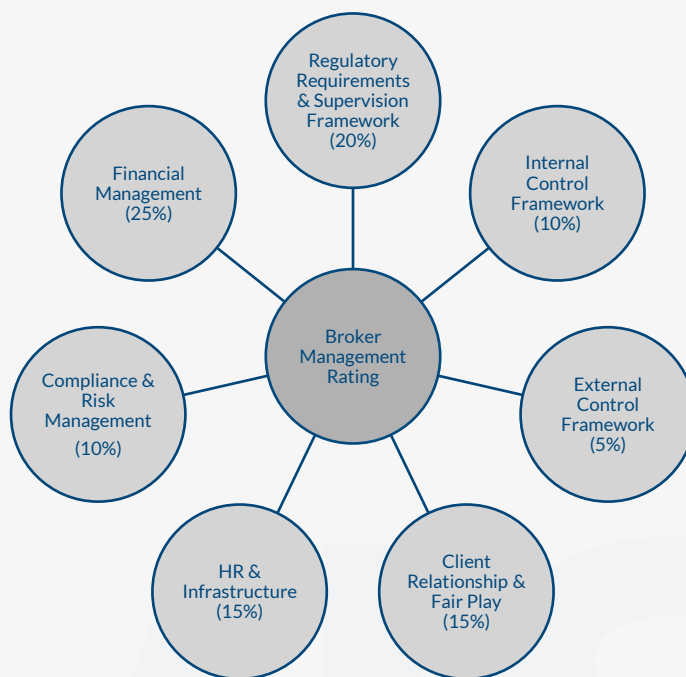 Regulatory
Requirements
& Supervision
Framework
(20%)
Internal
Control
Framework
(10%)
External
Control
Framework
(5%)
Client
Relationship &
Fair Play
(15%)
HR &
Infrastructure
(15%)
Compliance &
Risk
Management
(10%)
Financial
Management
(25%)
Broker
Management
Rating